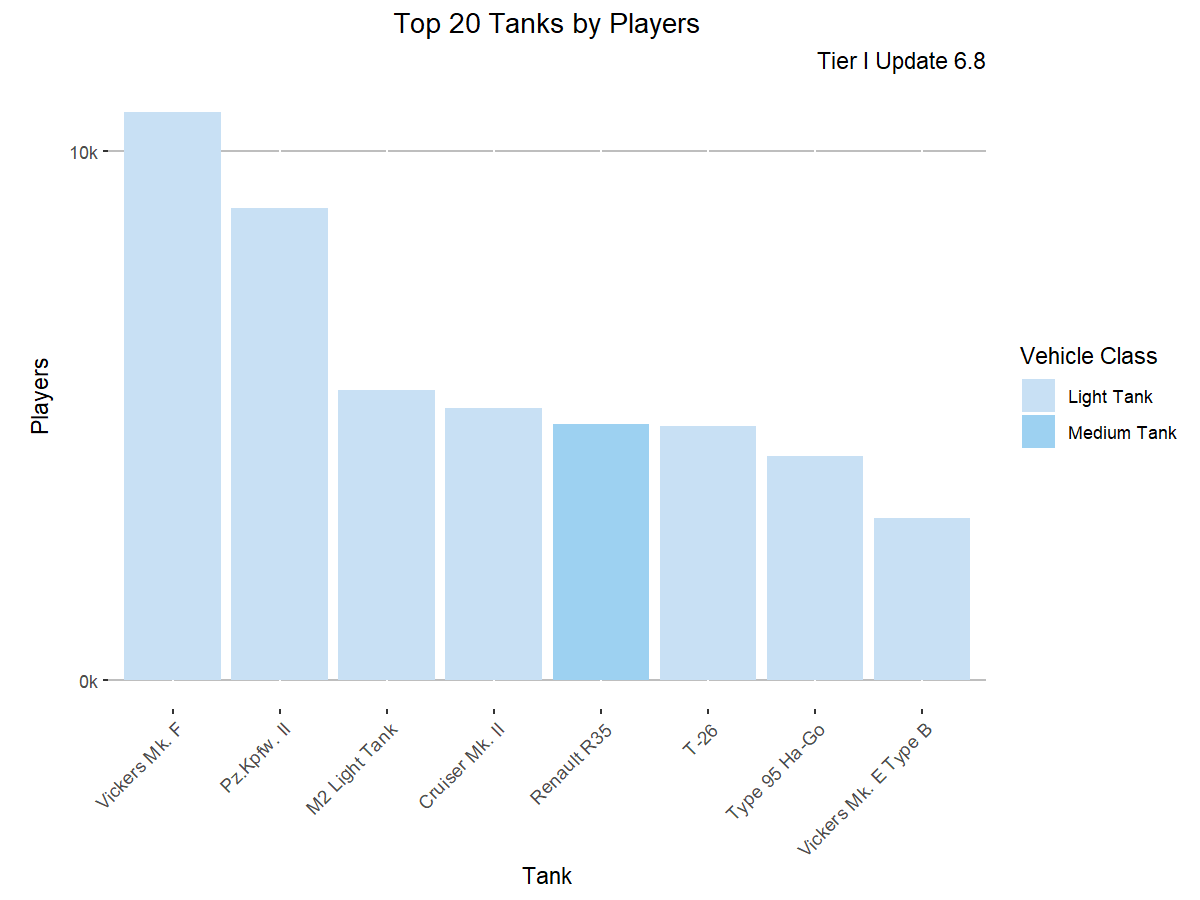 Top 20 Tanks by Players
Tier I Update 6.8
10k
0k
Players
Vickers Mk. F
Pz.Kpfw. II
M2 Light Tank
Cruiser Mk. II
Renault R35
T-26
Type 95 Ha-Go
Vickers Mk. E Type B
Tank
Vehicle Class
Light Tank
Medium Tank